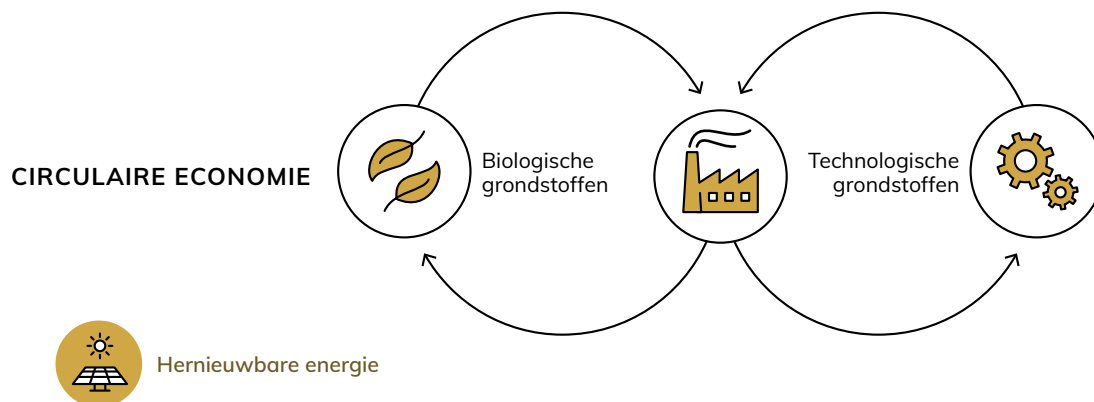 CIRCULAIRE ECONOMIE
Biologische
grondstoffen
Technologische
grondstoffen
Hernieuwbare energie